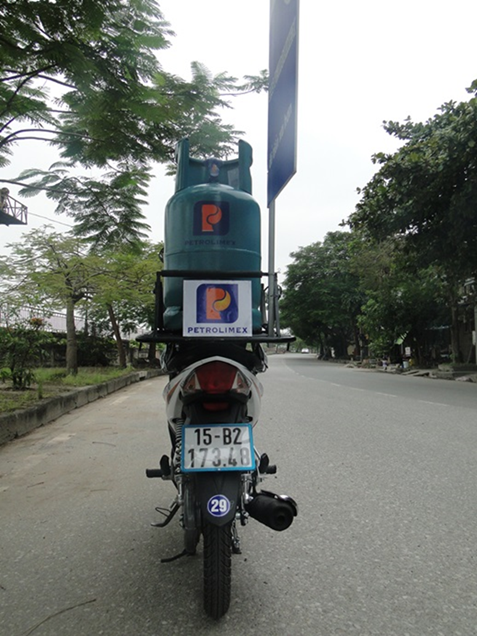 PETROLIMEX
PETROLIMEX
15-B2
173.48
29